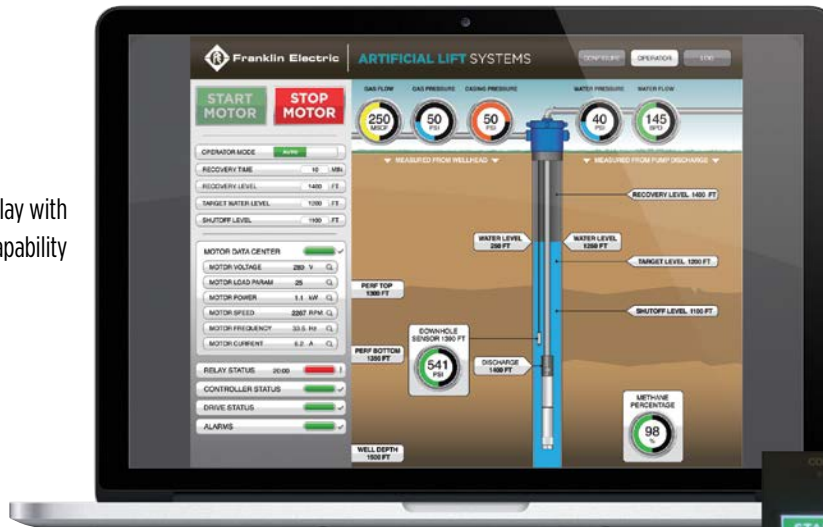 lay with
apability
Franklin Electric
ARTIFICIAL LIFT SYSTEMS
CONFIGURE
OPERATOR
LOG
START
MOTOR
STOP
MOTOR
GAS FLOW
GAS PRESSURE
CASING PRESSURE
WATER PRESSURE
WATER FLOW
250
MSCF
50
PSI
50
PSI
40
PSI
145
BPD
OPERATOR MODE AUTO
RECOVERY TIME 10 MIN
RECOVERY LEVEL 1400 FT
TARGET WATER LEVEL 1200 FT
SHUTOFF LEVEL 1100 FT
MEASURED FROM WELLHEAD
MEASURED FROM PUMP DISCHARGE
RECOVERY LEVEL 1400 FT
WATER LEVEL
250 FT
WATER LEVEL
1250 FT
TARGET LEVEL 1200 FT
SHUTOFF LEVEL 1100 FT
MOTOR DATA CENTER
MOTOR VOLTAGE 280 V
MOTOR LOAD PARAM 25
MOTOR POWER 1.1 kW
MOTOR SPEED 2267 RPM
MOTOR FREQUENCY 33.5 Hz
MOTOR CURRENT 6.2 A
RELAY STATUS 20:00 !
CONTROLLER STATUS
DRIVE STATUS
ALARMS
PERF TOP
1300 FT
PERF BOTTOM
1350 FT
WELL DEPTH
1500 FT
DOWNHOLE
SENSOR 1390 FT
541
PSI
DISCHARGE
1400 FT
METHANE
PERCENTAGE
98
%